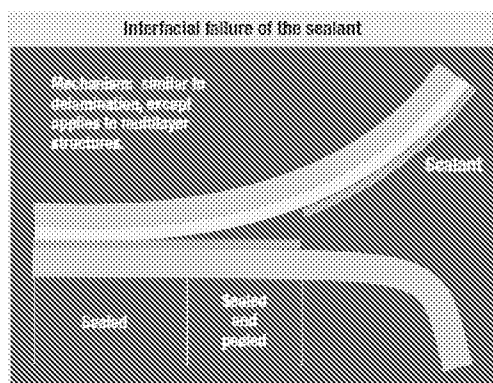 Interfacial failure of the sealant
Mechanism similar to
delamination, except
applies to multilayer
structures
Sealant
Sealed
Sealed
and
peeled